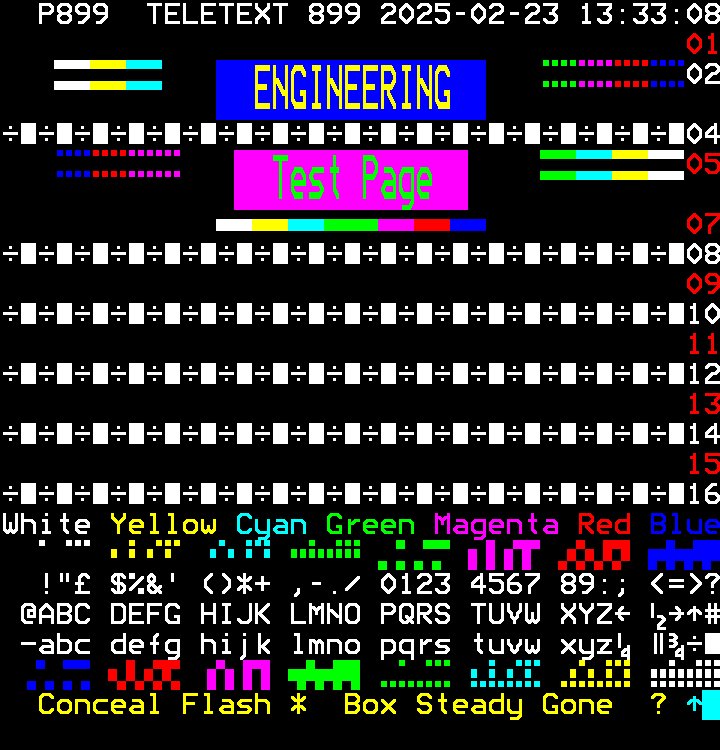 P899 TELETEXT 899 2025-02-23 13:33:08
01
ENGINEERING 02
÷█÷█÷█÷█÷█÷█÷█÷█÷█÷█÷█÷█÷█÷█÷█÷█÷█÷█÷█04
Test Page 05
07
÷█÷█÷█÷█÷█÷█÷█÷█÷█÷█÷█÷█÷█÷█÷█÷█÷█÷█÷█08
09
÷█÷█÷█÷█÷█÷█÷█÷█÷█÷█÷█÷█÷█÷█÷█÷█÷█÷█÷█10
11
÷█÷█÷█÷█÷█÷█÷█÷█÷█÷█÷█÷█÷█÷█÷█÷█÷█÷█÷█12
13
÷█÷█÷█÷█÷█÷█÷█÷█÷█÷█÷█÷█÷█÷█÷█÷█÷█÷█÷█14
15
÷█÷█÷█÷█÷█÷█÷█÷█÷█÷█÷█÷█÷█÷█÷█÷█÷█÷█÷█16
White Yellow Cyan Green Magenta Red Blue
!"£ $%&' ()*+ ,-./ 0123 4567 89:; <=>?
@ABC DEFG HIJK LMNO PQRS TUVW XYZ← ½→↑#
—abc defg hijk lmno pqrs tuvw xyz¼ ‖¾÷█
Conceal Flash * Box Steady Gone ? ↑█